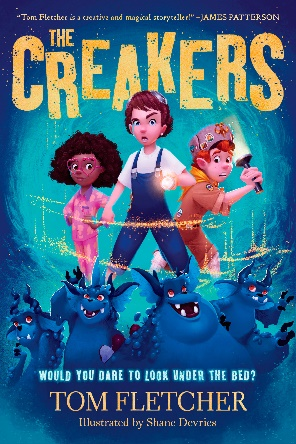 "Tom Fletcher is a creative and magical storyteller!" —JAMES PATTERSON
THE
CREAKERS
WOULD YOU DARE TO LOOK UNDER THE BED?
TOM FLETCHER
Illustrated by Shane Devries